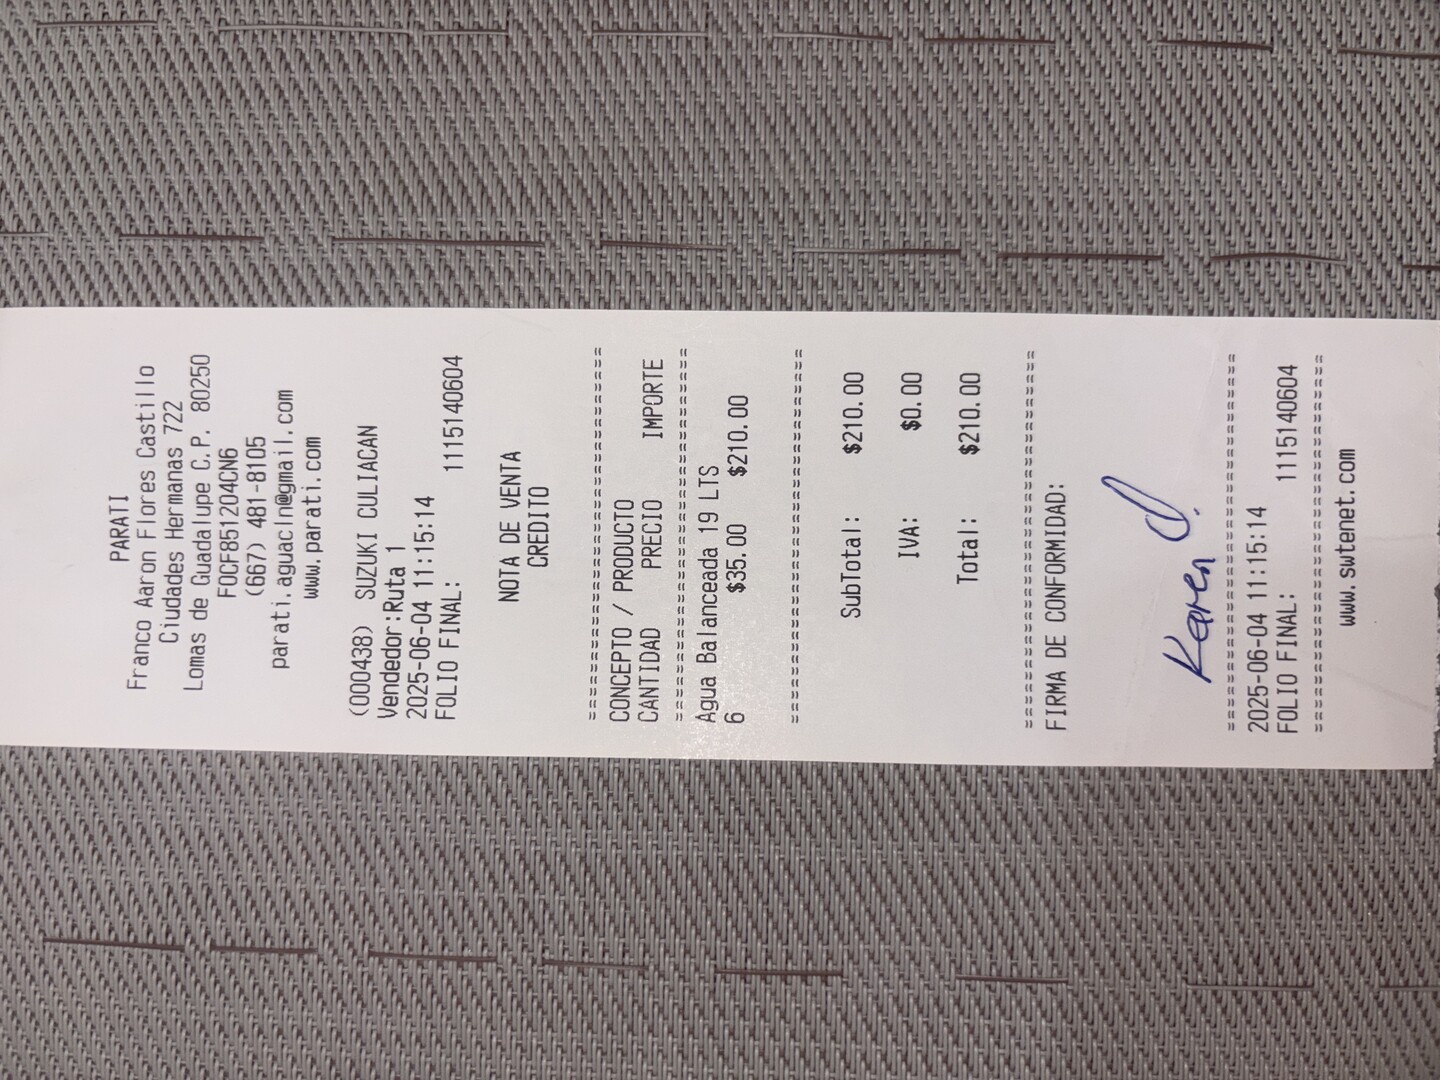 PARATI
Franco Aaron Flores Castillo
Ciudades Hermanas 722
Lomas de Guadalupe C.P. 80250
FOCF851204CN6
(667) 481-8105
parati.aguacln@gmail.com
www.parati.com
(000438) SUZUKI CULIACAN
Vendedor:Ruta 1
2025-06-04 11:15:14
FOLIO FINAL: 1115140604
NOTA DE VENTA
CREDITO
==============================
CONCEPTO / PRODUCTO
CANTIDAD PRECIO IMPORTE
==============================
Agua Balanceada 19 LTS
6 $35.00 $210.00
==============================
SubTotal: $210.00
IVA: $0.00
Total: $210.00
==============================
FIRMA DE CONFORMIDAD:
Karen O.
==============================
2025-06-04 11:15:14
FOLIO FINAL: 1115140604
==============================
www.swtenet.com